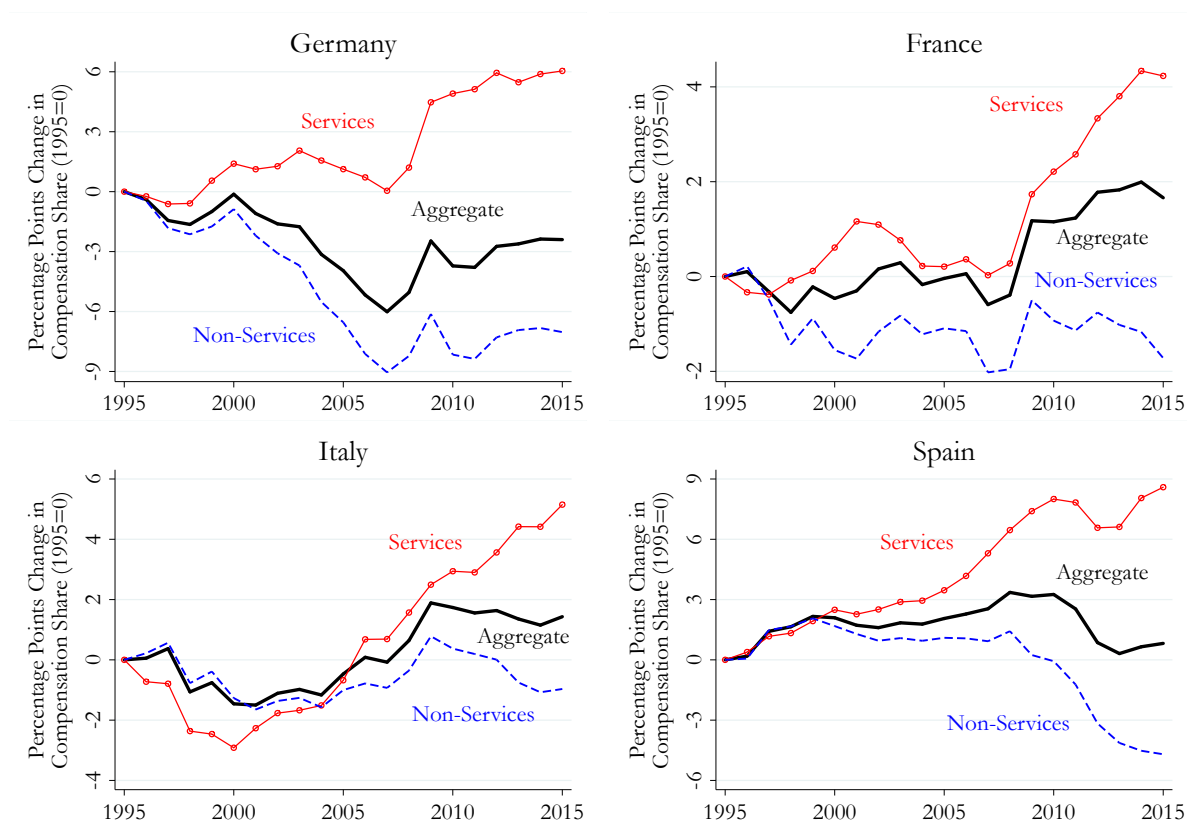 Germany
Percentage Points Change in
Compensation Share (1995=0)
6
3
0
-3
-6
-9
Services
Aggregate
Non-Services
1995
2000
2005
2010
2015
France
Percentage Points Change in
Compensation Share (1995=0)
4
2
0
-2
Services
Aggregate
Non-Services
1995
2000
2005
2010
2015
Italy
Percentage Points Change in
Compensation Share (1995=0)
6
4
2
0
-2
-4
Services
Aggregate
Non-Services
1995
2000
2005
2010
2015
Spain
Percentage Points Change in
Compensation Share (1995=0)
9
6
3
0
-3
-6
Services
Aggregate
Non-Services
1995
2000
2005
2010
2015